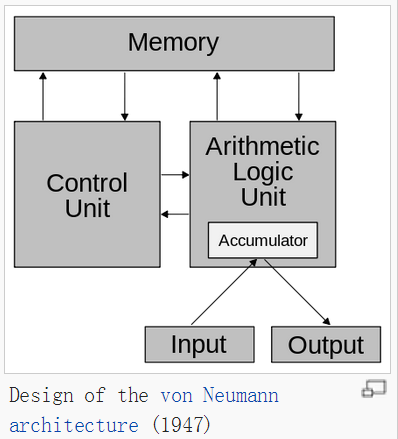 Memory
Control
Unit
Arithmetic
Logic
Unit
Accumulator
Input
Output
Design of the von Neumann
architecture (1947)